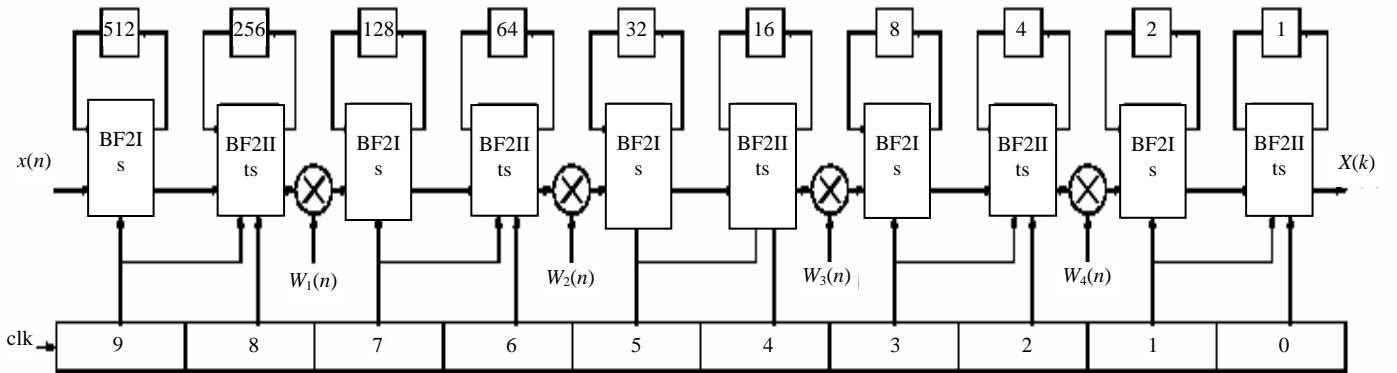 512 256 128 64 32 16 8 4 2 1
BF2I BF2II BF2I BF2II BF2I BF2II BF2I BF2II BF2I BF2II
s ts s ts s ts s ts s ts
x(n) X(k)
W₁(n) W₂(n) W₃(n) W₄(n)
clk 9 8 7 6 5 4 3 2 1 0